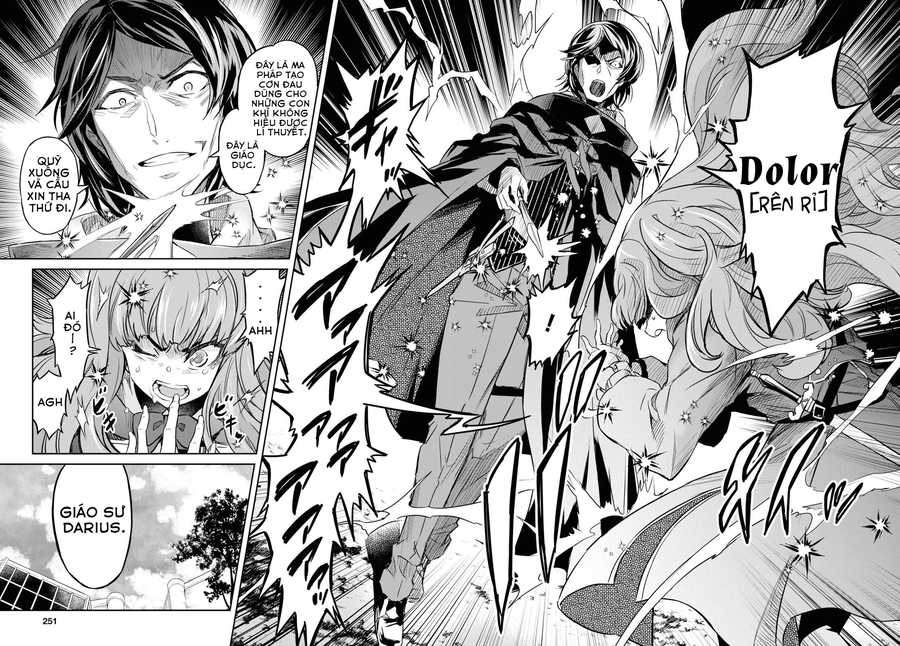 Dolor
[RÊN RỈ]
!
ĐÂY LÀ MA
PHÁP TẠO
CƠN ĐAU
DÙNG CHO
NHỮNG CON
KHỈ KHÔNG
HIỂU ĐƯỢC
LÍ THUYẾT.
ĐÂY LÀ
GIÁO
DỤC.
QUỲ
XUỐNG
VÀ CẦU
XIN THA
THỨ ĐI.
.....
AHH
AI
ĐÓ?
AGH
GIÁO SƯ
DARIUS.
251